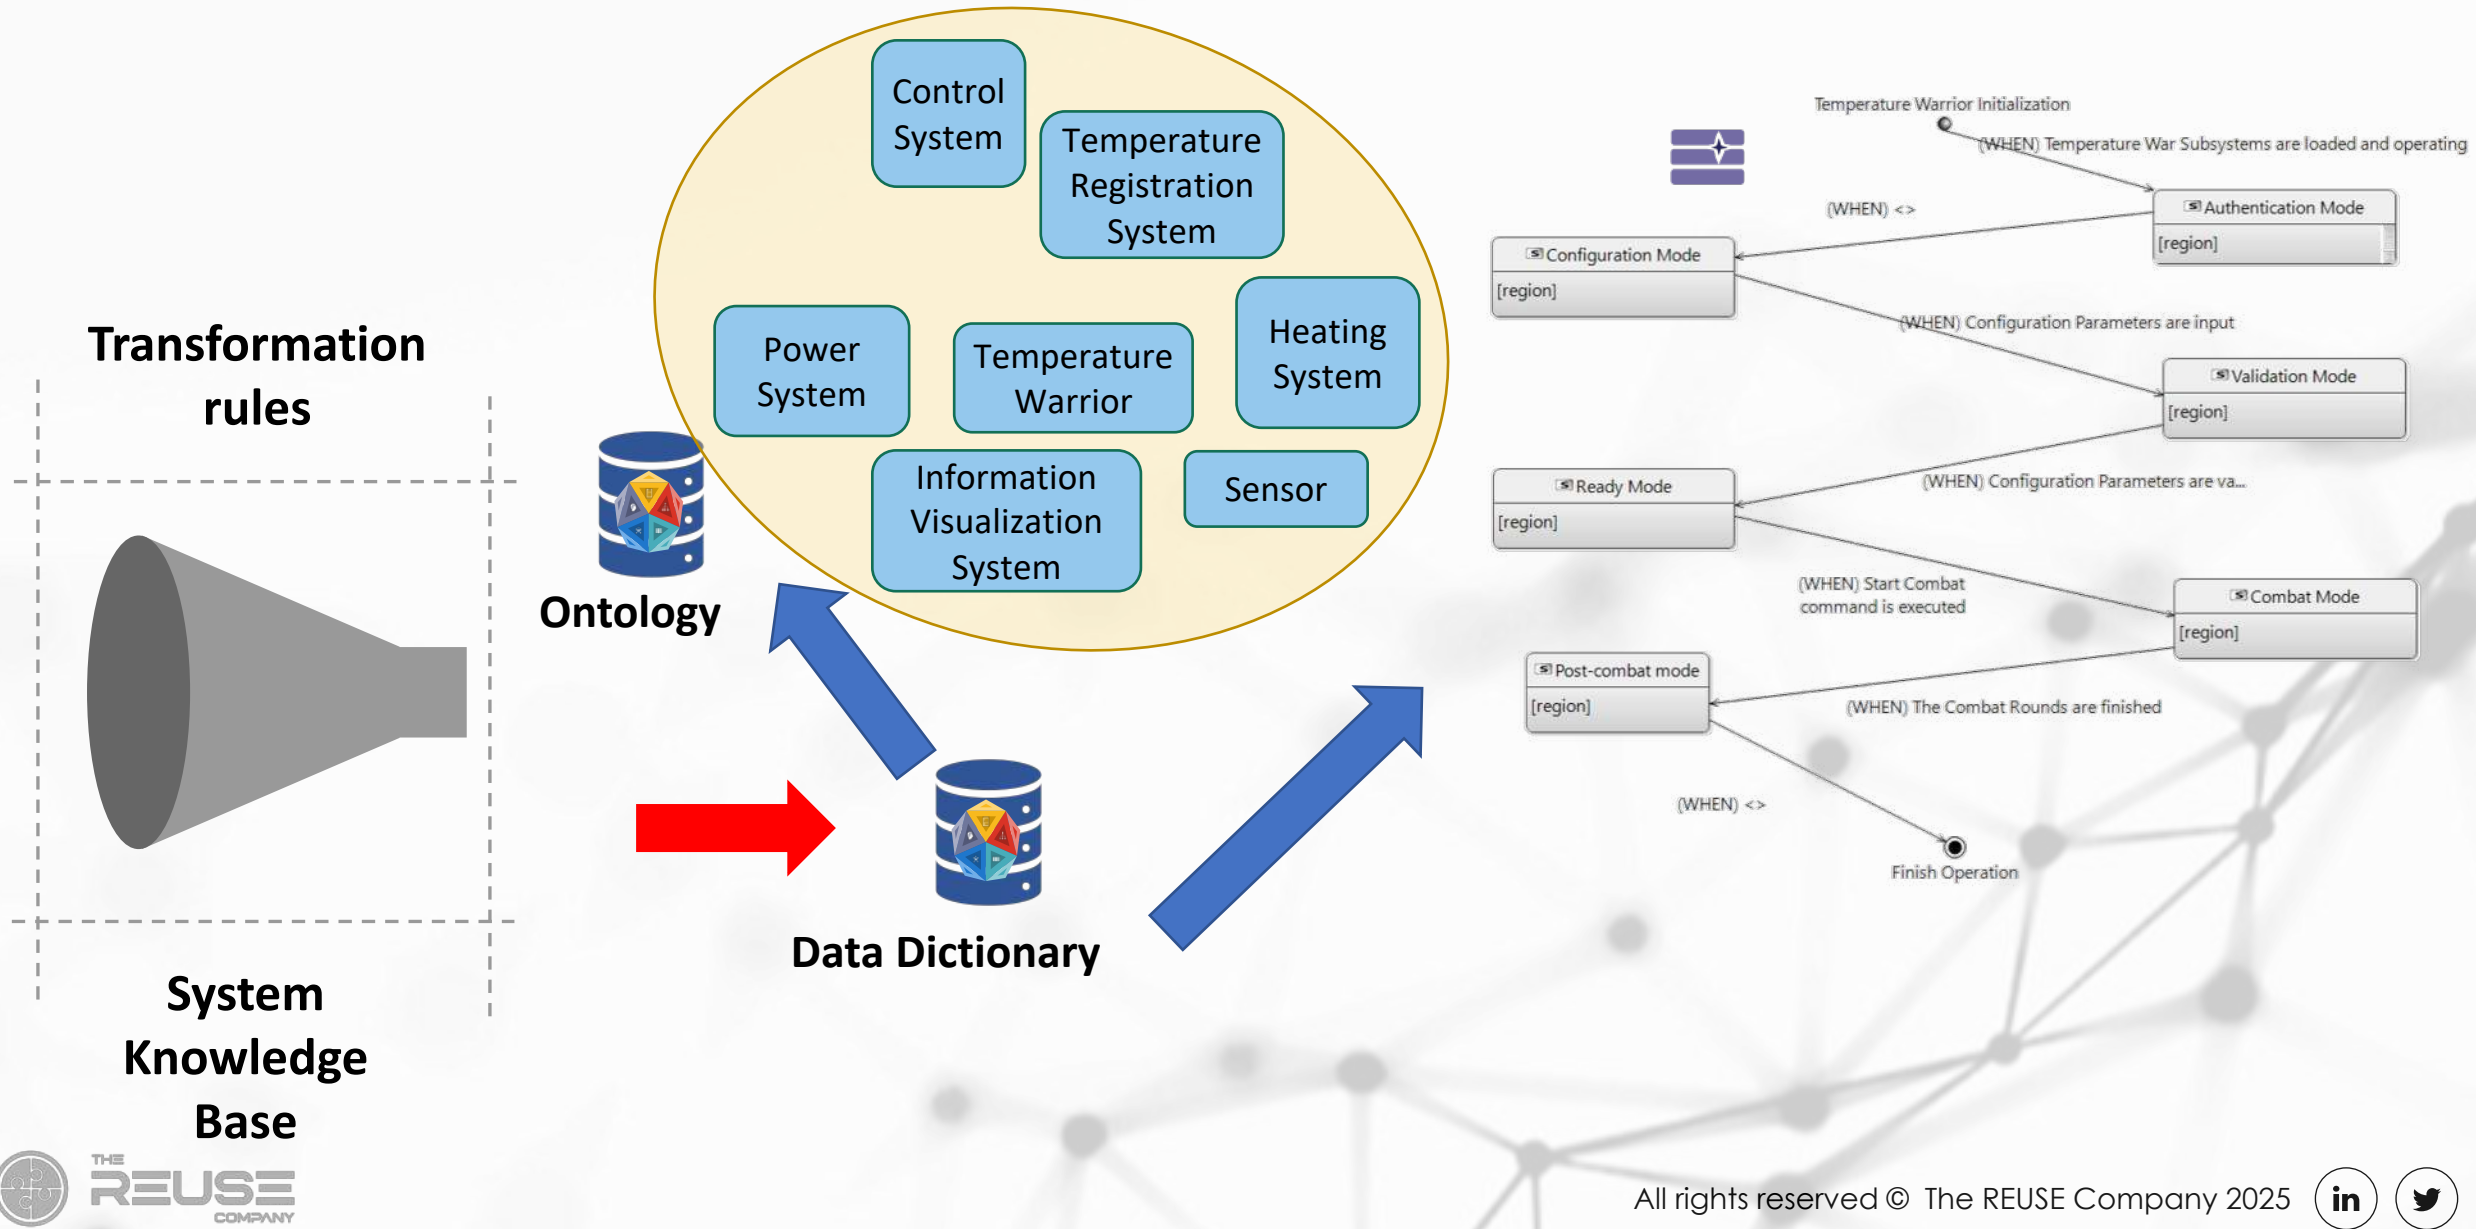 Transformation
rules
System
Knowledge
Base
Ontology
Control
System
Temperature
Registration
System
Power
System
Temperature
Warrior
Heating
System
Information
Visualization
System
Sensor
Data Dictionary
Temperature Warrior Initialization
(WHEN) Temperature War Subsystems are loaded and operating
Authentication Mode
[region]
(WHEN) <>
Configuration Mode
[region]
(WHEN) Configuration Parameters are input
Validation Mode
[region]
(WHEN) Configuration Parameters are va...
Ready Mode
[region]
(WHEN) Start Combat
command is executed
Combat Mode
[region]
(WHEN) The Combat Rounds are finished
Post-combat mode
[region]
(WHEN) <>
Finish Operation
THE
REUSE
COMPANY
All rights reserved © The REUSE Company 2025
in